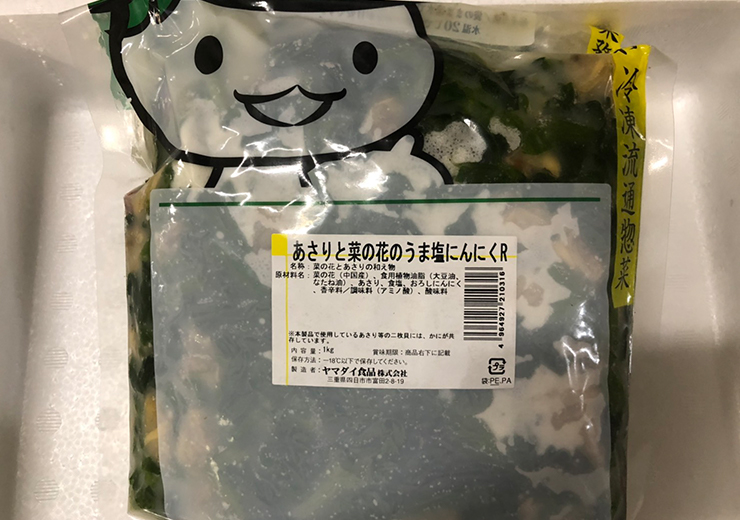 冷凍流通惣菜
あさりと菜の花のうま塩にんにくR
名称：菜の花とあさりの和え物
原材料名：菜の花（中国産）、食用植物油脂（大豆油、
なたね油）、あさり、食塩、おろしにんにく
、香辛料／調味料（アミノ酸）、酸味料
4964927210316
※本製品で使用しているあさり等の二枚貝には、かにが共
存しています。
内容量：1kg 賞味期限：商品右下に記載
保存方法：－18℃以下で保存してください。
製造者：ヤマダイ食品株式会社
三重県四日市市富田2-8-19
プラ
袋:PE,PA